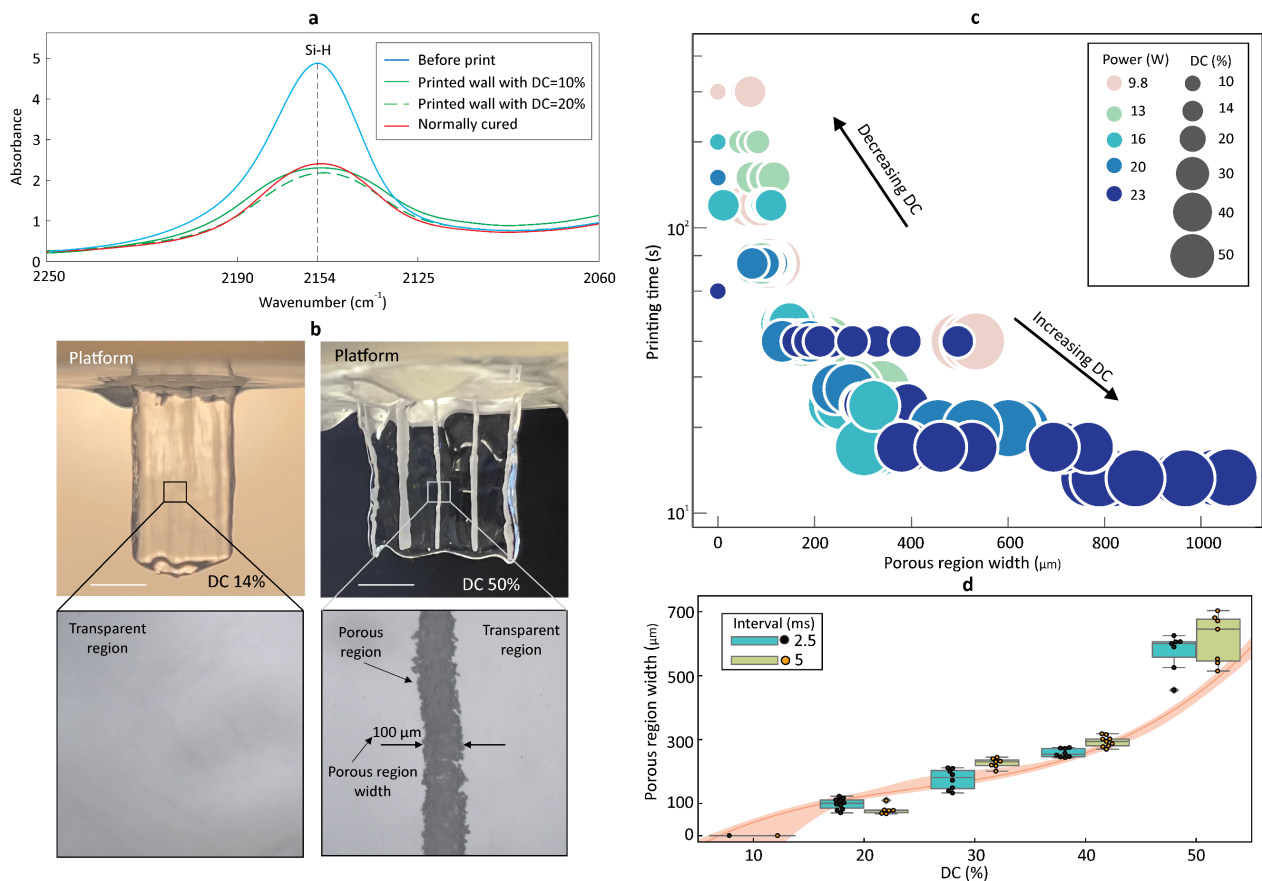 a
Absorbance
5
4
3
2
1
0
Si-H
Before print
Printed wall with DC=10%
Printed wall with DC=20%
Normally cured
2250
2190
2154
2125
2060
Wavenumber (cm⁻¹)
b
Platform
DC 14%
Platform
DC 50%
Transparent
region
Porous
region
Transparent
region
100 µm
Porous region
width
c
Printing time (s)
10²
10¹
Power (W)
9.8
13
16
20
23
DC (%)
10
14
20
30
40
50
Decreasing DC
Increasing DC
0
200
400
600
800
1000
Porous region width (µm)
d
Porous region width (µm)
700
500
300
100
0
Interval (ms)
2.5
5
10
20
30
40
50
DC (%)